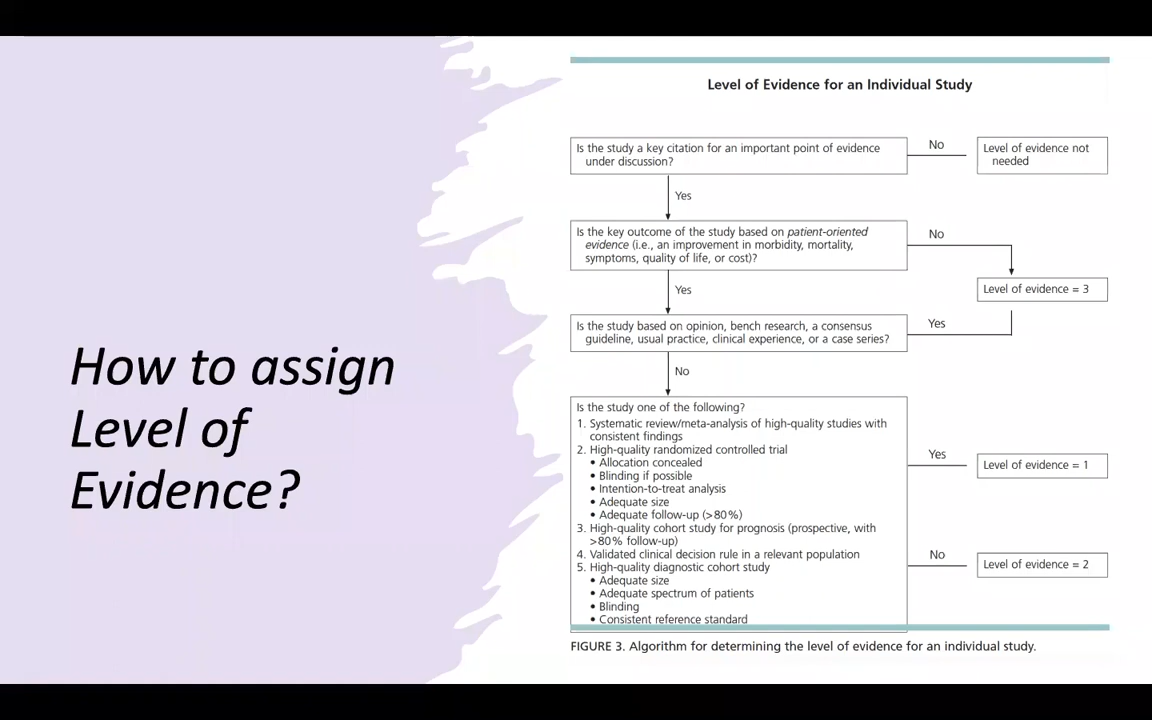 How to assign
Level of
Evidence?
Level of Evidence for an Individual Study
Is the study a key citation for an important point of evidence
under discussion?
No
Level of evidence not
needed
Yes
Is the key outcome of the study based on patient-oriented
evidence (i.e., an improvement in morbidity, mortality,
symptoms, quality of life, or cost)?
No
Level of evidence = 3
Yes
Is the study based on opinion, bench research, a consensus
guideline, usual practice, clinical experience, or a case series?
Yes
No
Is the study one of the following?
1. Systematic review/meta-analysis of high-quality studies with
consistent findings
2. High-quality randomized controlled trial
• Allocation concealed
• Blinding if possible
• Intention-to-treat analysis
• Adequate size
• Adequate follow-up (>80%)
3. High-quality cohort study for prognosis (prospective, with
>80% follow-up)
4. Validated clinical decision rule in a relevant population
5. High-quality diagnostic cohort study
• Adequate size
• Adequate spectrum of patients
• Blinding
• Consistent reference standard
Yes
Level of evidence = 1
No
Level of evidence = 2
FIGURE 3. Algorithm for determining the level of evidence for an individual study.